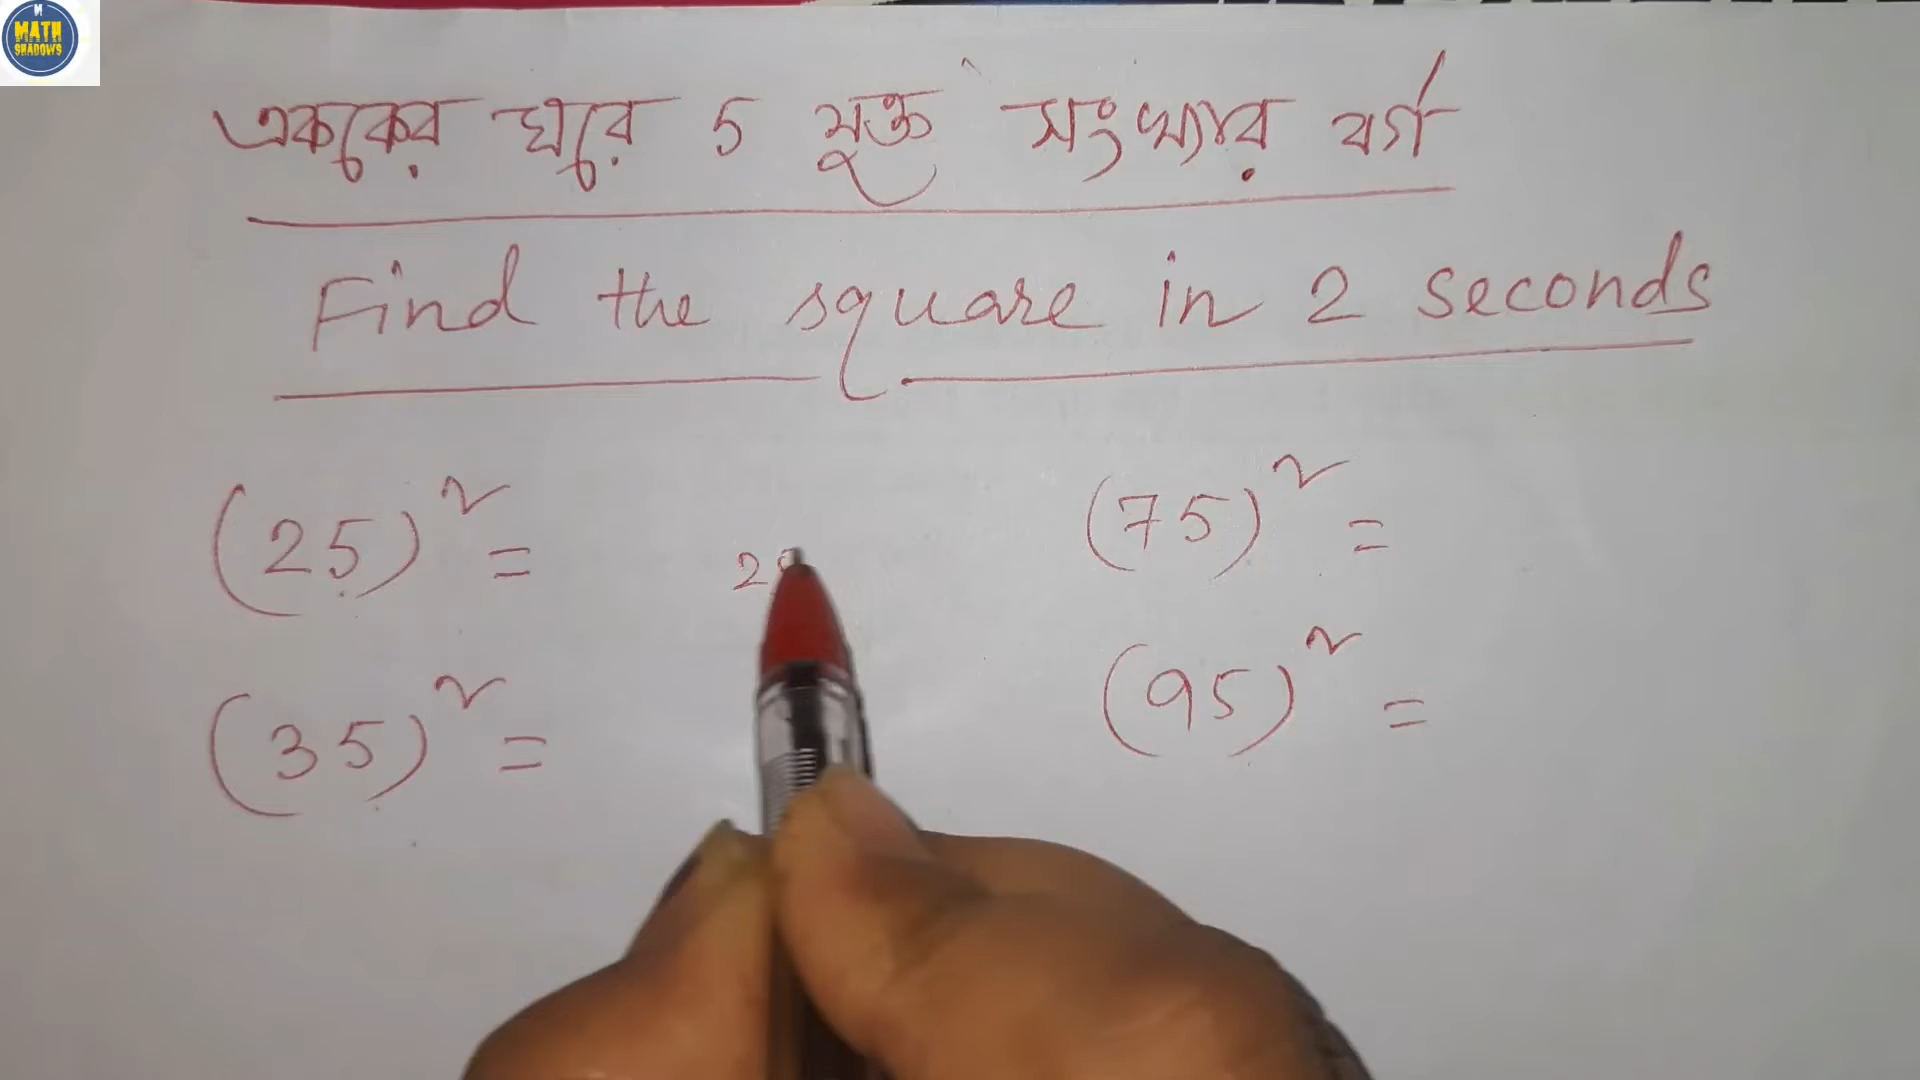 M
MATH
SHADOWS
এককের ঘরে 5 যুক্ত সংখ্যার বর্গ
Find the square in 2 seconds
(25)² =
(75)² =
(35)² =
(95)² =